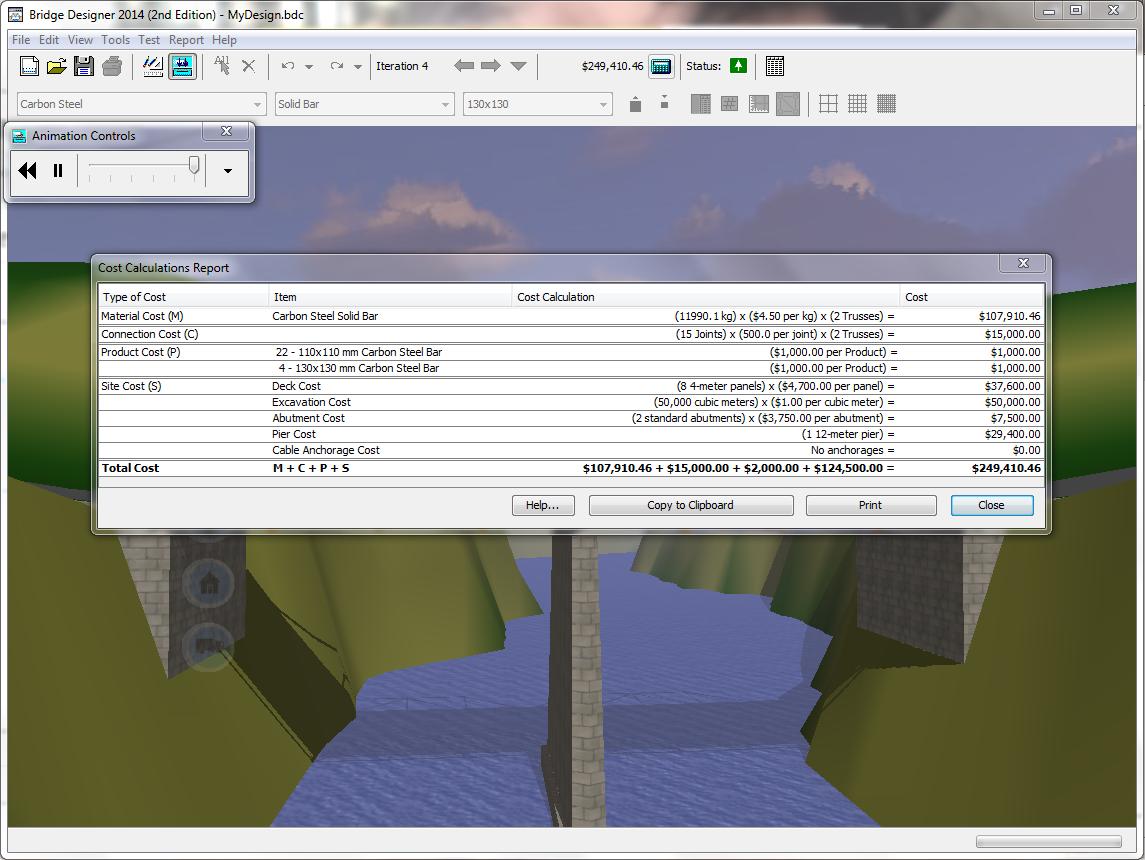 Bridge Designer 2014 (2nd Edition) - MyDesign.bdc
File Edit View Tools Test Report Help
All Iteration 4 $249,410.46 Status:
Carbon Steel Solid Bar 130x130
Animation Controls
Cost Calculations Report
Type of Cost Item Cost Calculation Cost
Material Cost (M) Carbon Steel Solid Bar (11990.1 kg) x ($4.50 per kg) x (2 Trusses) = $107,910.46
Connection Cost (C) (15 Joints) x (500.0 per joint) x (2 Trusses) = $15,000.00
Product Cost (P) 22 - 110x110 mm Carbon Steel Bar ($1,000.00 per Product) = $1,000.00
4 - 130x130 mm Carbon Steel Bar ($1,000.00 per Product) = $1,000.00
Site Cost (S) Deck Cost (8 4-meter panels) x ($4,700.00 per panel) = $37,600.00
Excavation Cost (50,000 cubic meters) x ($1.00 per cubic meter) = $50,000.00
Abutment Cost (2 standard abutments) x ($3,750.00 per abutment) = $7,500.00
Pier Cost (1 12-meter pier) = $29,400.00
Cable Anchorage Cost No anchorages = $0.00
Total Cost M + C + P + S $107,910.46 + $15,000.00 + $2,000.00 + $124,500.00 = $249,410.46
Help... Copy to Clipboard Print Close